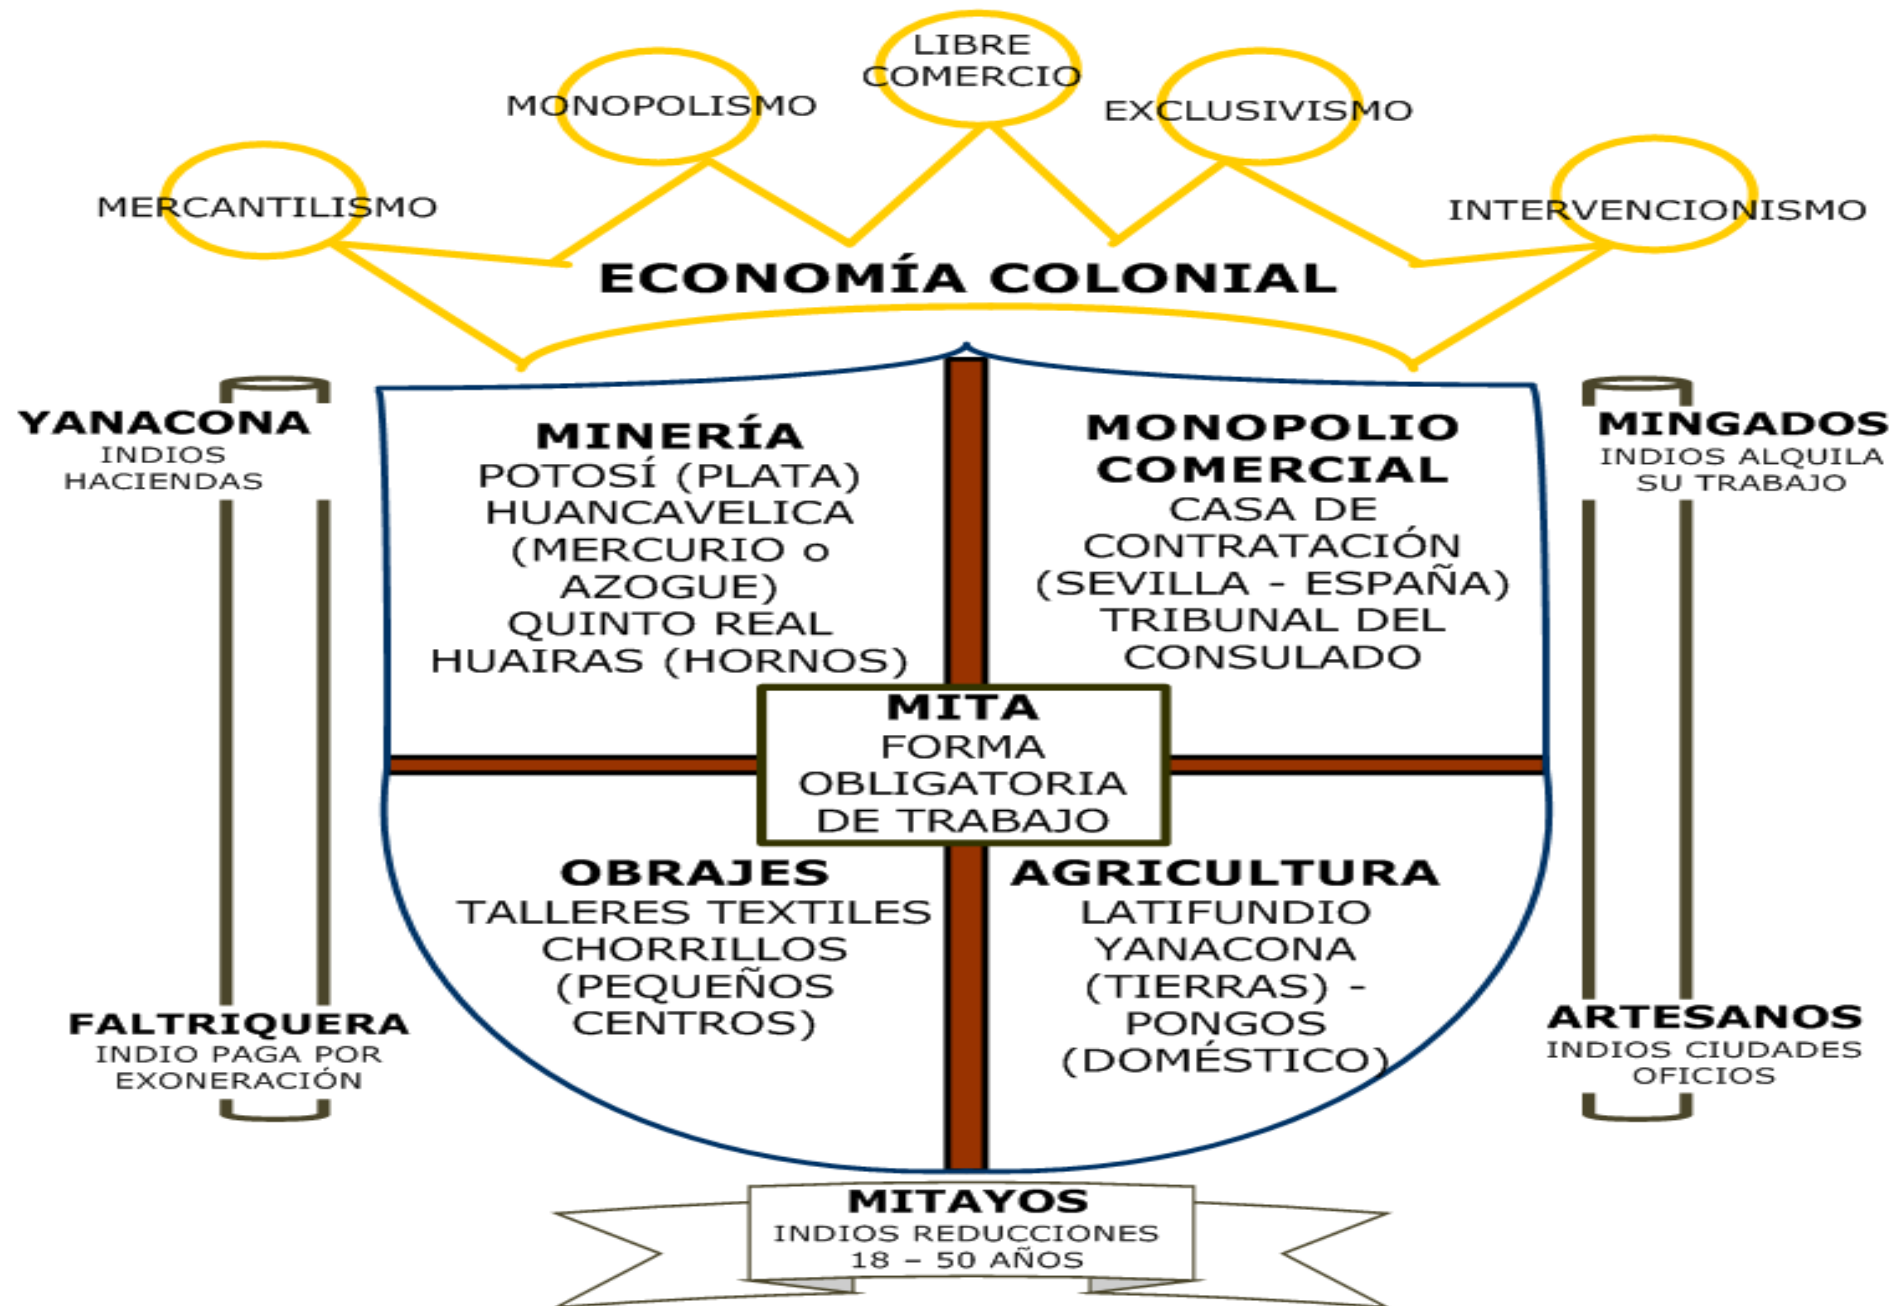 LIBRE
COMERCIO
MONOPOLISMO
EXCLUSIVISMO
MERCANTILISMO
INTERVENCIONISMO
ECONOMÍA COLONIAL
YANACONA
INDIOS
HACIENDAS
MINERÍA
POTOSÍ (PLATA)
HUANCAVELICA
(MERCURIO o
AZOGUE)
QUINTO REAL
HUAIRAS (HORNOS)
MONOPOLIO
COMERCIAL
CASA DE
CONTRATACIÓN
(SEVILLA - ESPAÑA)
TRIBUNAL DEL
CONSULADO
MINGADOS
INDIOS ALQUILA
SU TRABAJO
MITA
FORMA
OBLIGATORIA
DE TRABAJO
FALTRIQUERA
INDIO PAGA POR
EXONERACIÓN
OBRAJES
TALLERES TEXTILES
CHORRILLOS
(PEQUEÑOS
CENTROS)
AGRICULTURA
LATIFUNDIO
YANACONA
(TIERRAS) -
PONGOS
(DOMÉSTICO)
ARTESANOS
INDIOS CIUDADES
OFICIOS
MITAYOS
INDIOS REDUCCIONES
18 – 50 AÑOS